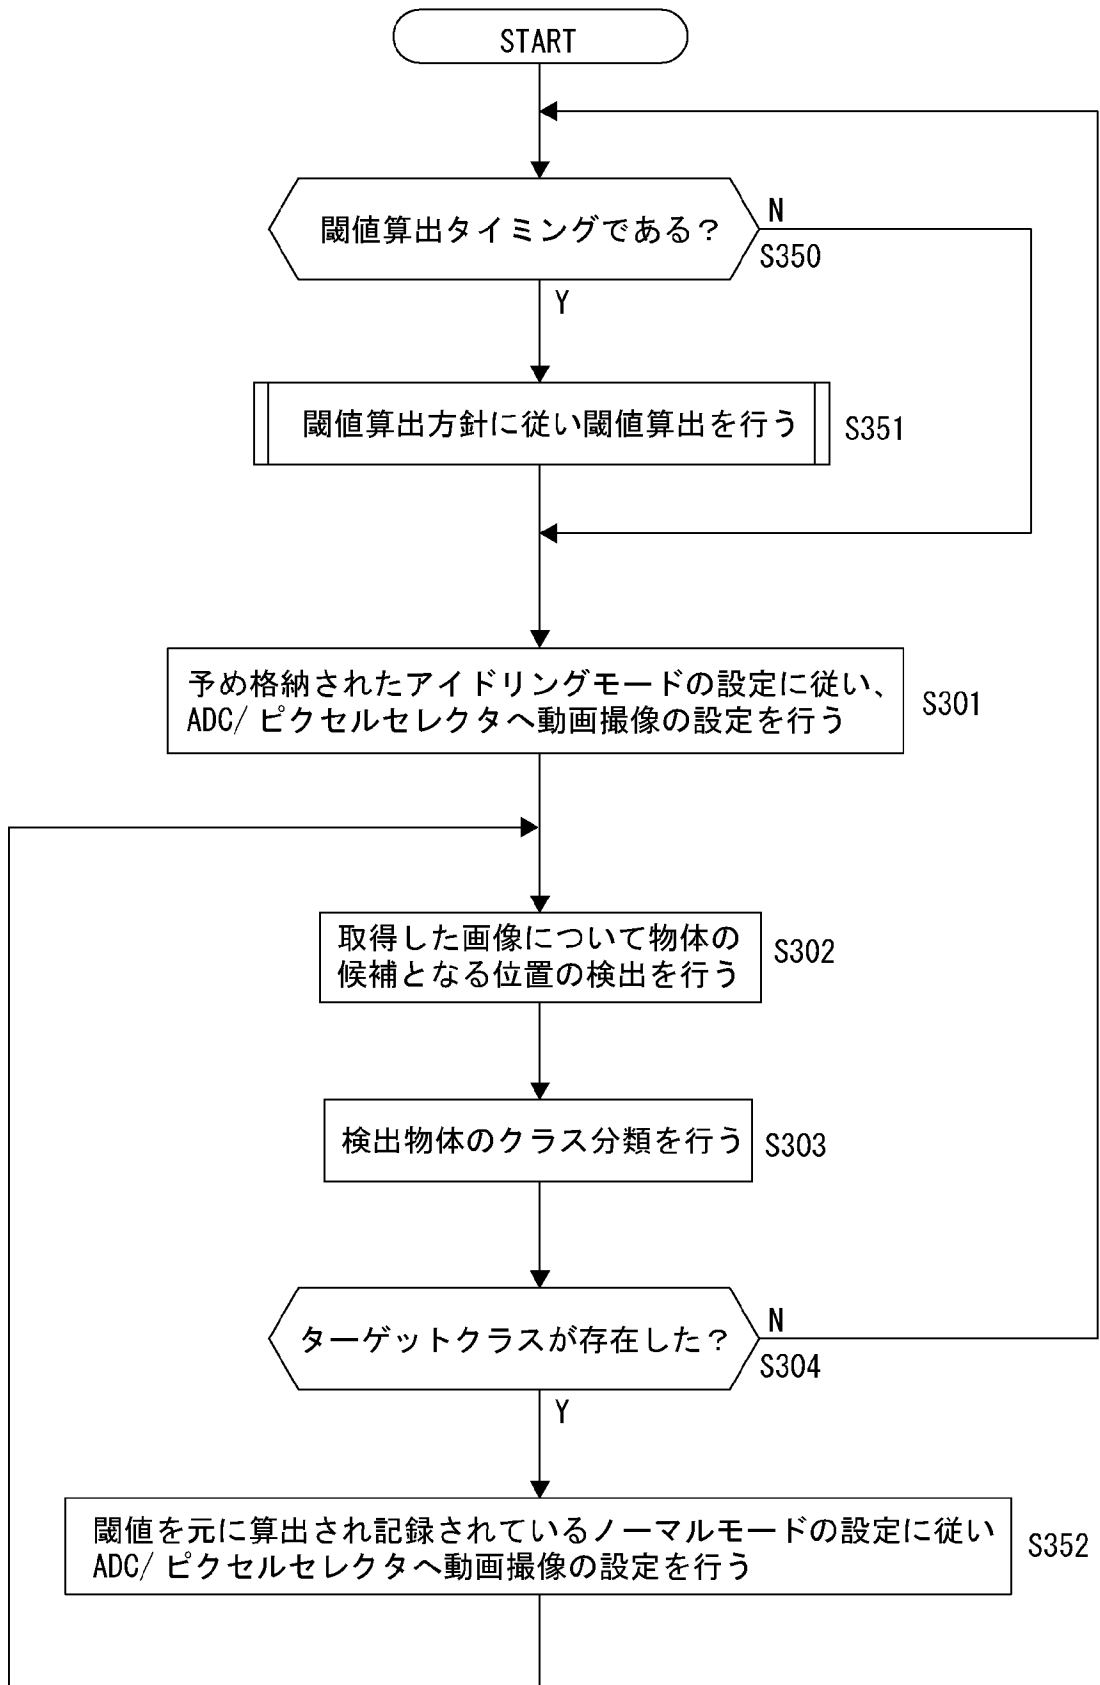 START
閾値算出タイミングである？
N
S350
Y
閾値算出方針に従い閾値算出を行う
S351
予め格納されたアイドリングモードの設定に従い、
ADC/ピクセルセレクタへ動画撮像の設定を行う
S301
取得した画像について物体の
候補となる位置の検出を行う
S302
検出物体のクラス分類を行う
S303
ターゲットクラスが存在した？
N
S304
Y
閾値を元に算出され記録されているノーマルモードの設定に従い
ADC/ピクセルセレクタへ動画撮像の設定を行う
S352